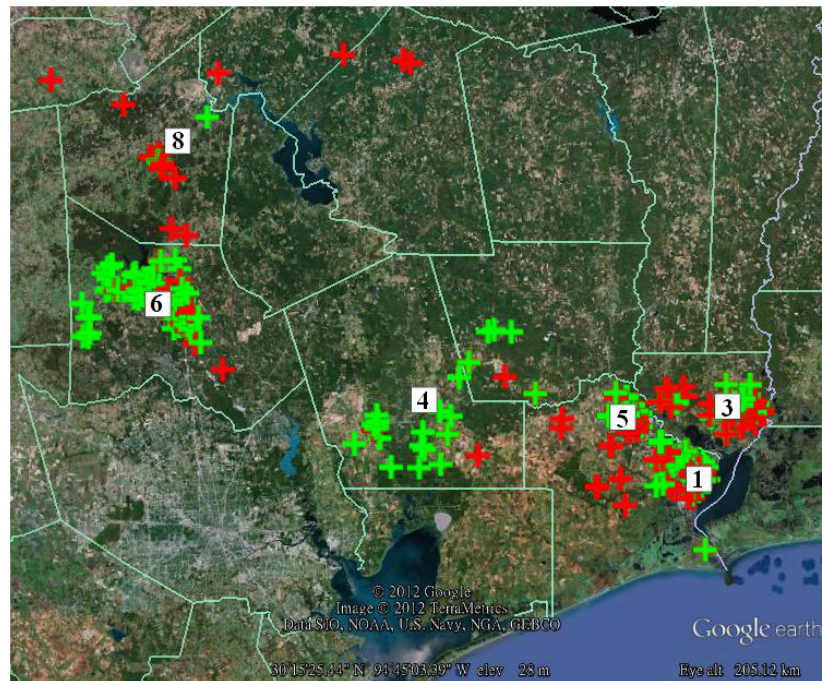 8
6
4
5
3
1
© 2012 Google
Image © 2012 TerraMetrics
Data SIO, NOAA, U.S. Navy, NGA, GEBCO
Google earth
30°15'25.44" N 94°45'03.39" W elev 28 m
Eye alt 205.12 km